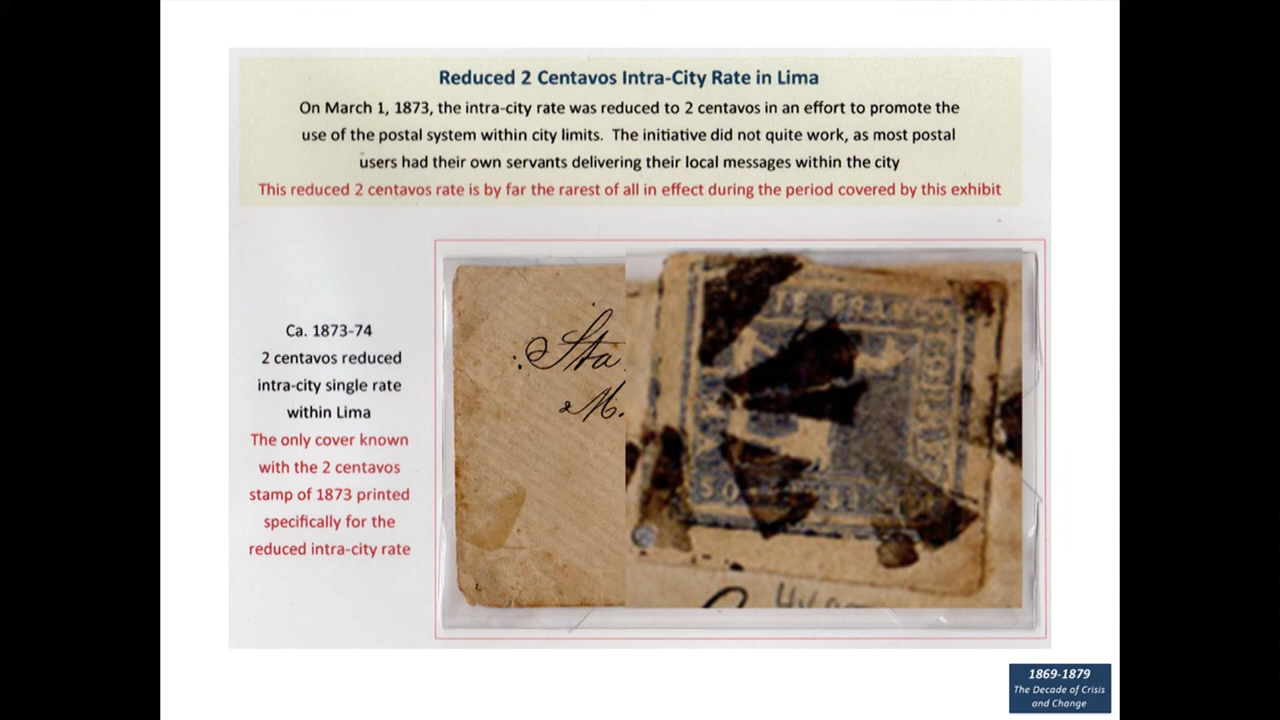 Reduced 2 Centavos Intra-City Rate in Lima
On March 1, 1873, the intra-city rate was reduced to 2 centavos in an effort to promote the
use of the postal system within city limits. The initiative did not quite work, as most postal
users had their own servants delivering their local messages within the city
This reduced 2 centavos rate is by far the rarest of all in effect during the period covered by this exhibit
Ca. 1873-74
2 centavos reduced
intra-city single rate
within Lima
The only cover known
with the 2 centavos
stamp of 1873 printed
specifically for the
reduced intra-city rate
Sta
M.
TE FRANCO
1869-1879
The Decade of Crisis
and Change